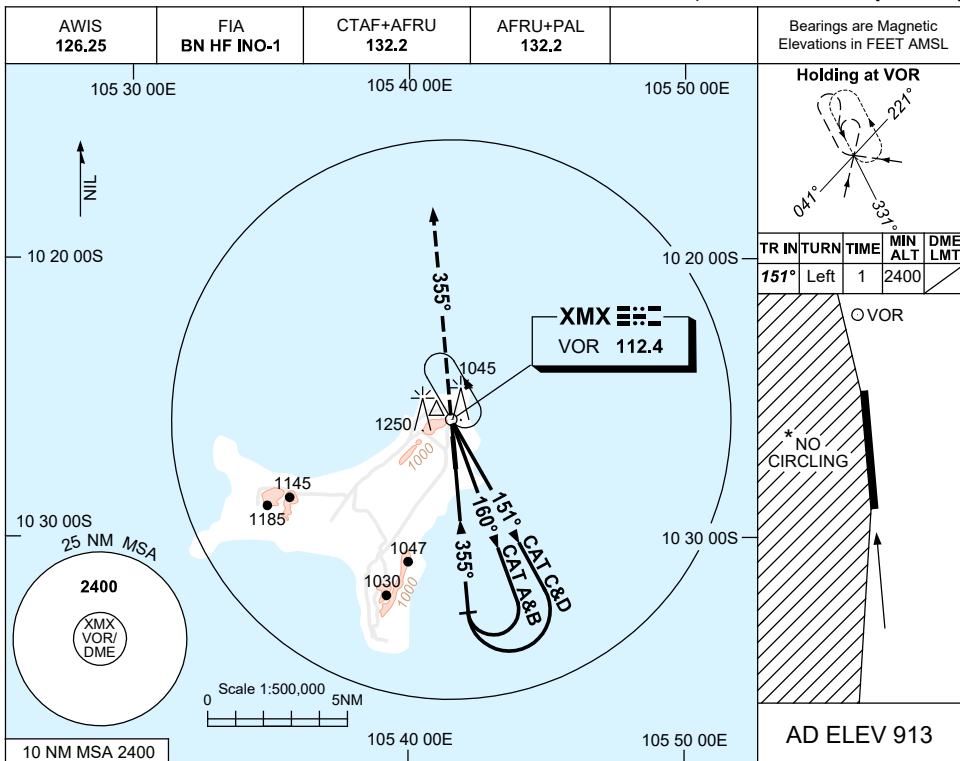 AWIS
126.25
FIA
BN HF INO-1
CTAF+AFRU
132.2
AFRU+PAL
132.2
Bearings are Magnetic
Elevations in FEET AMSL
105 30 00E
105 40 00E
105 50 00E
NIL
10 20 00S
10 20 00S
355°
XMX
VOR 112.4
1045
1250
1000
1145
1185
10 30 00S
10 30 00S
1047
1030
1000
355°
160° CAT A&B
151° CAT C&D
25 NM MSA
2400
XMX
VOR/
DME
Scale 1:500,000
0 5NM
10 NM MSA 2400
105 40 00E
105 50 00E
Holding at VOR
221°
041°
331°
TR IN TURN TIME MIN ALT DME LMT
151° Left 1 2400
VOR
* NO
CIRCLING
AD ELEV 913